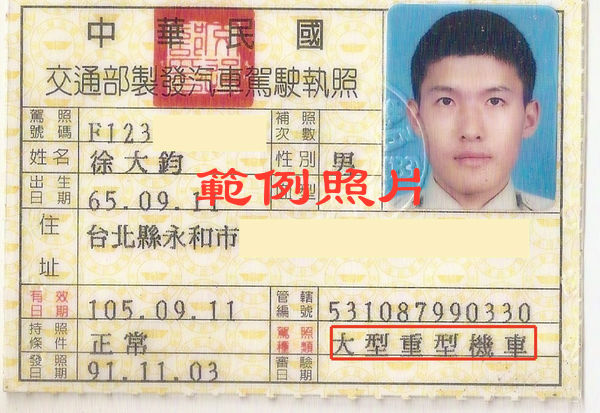 中華民國
交通部製發汽車駕駛執照
駕照號碼 F123 補照次數
姓名 徐大鈞 性別 男
出生日期 65.09.11
範例照片
住址 台北縣永和市
有效日期 105.09.11 管轄編號 531087990330
持照條件 正常 駕照種類 大型重型機車
發照日期 91.11.03 審驗日期